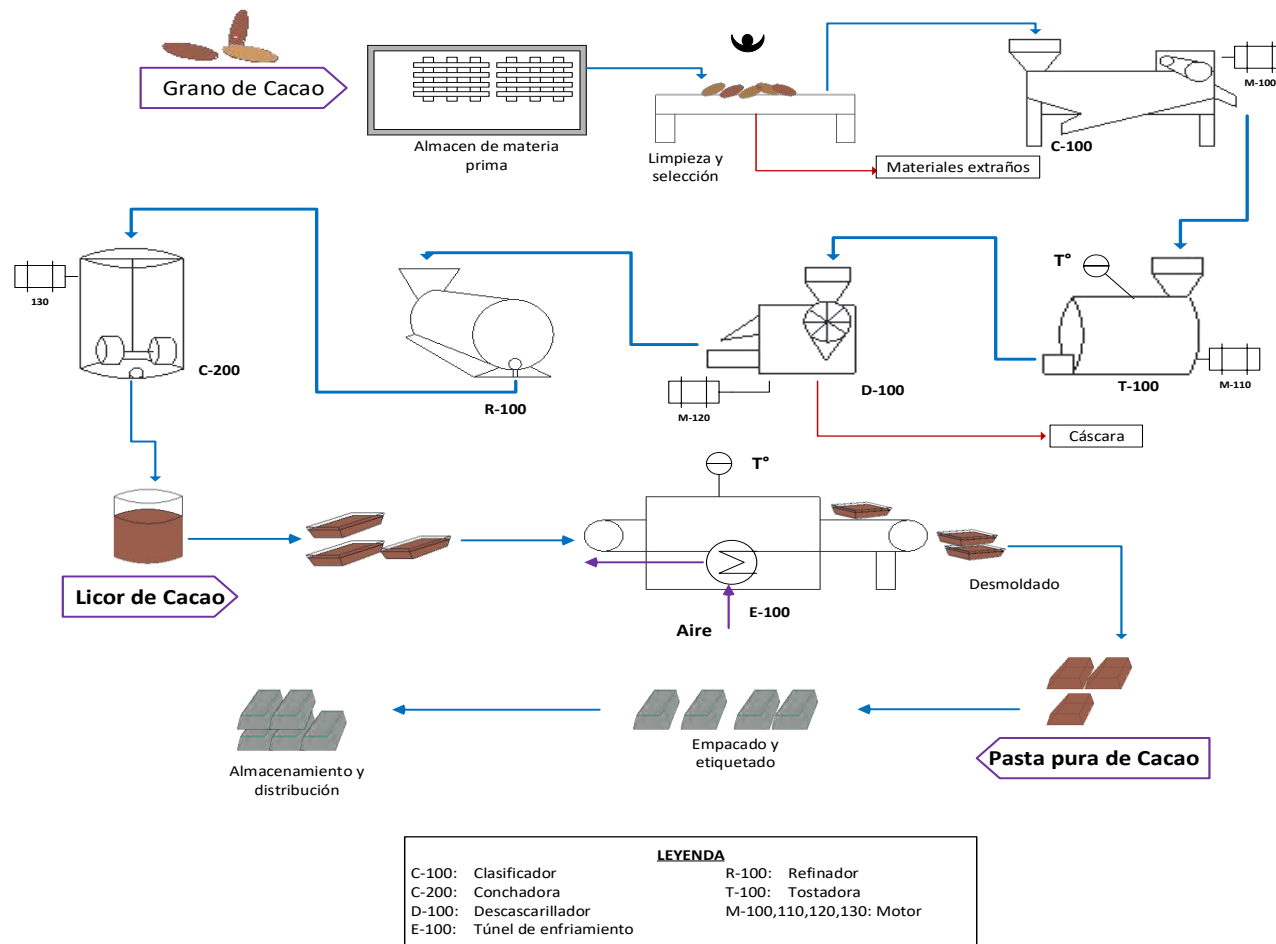 Grano de Cacao
Almacen de materia
prima
Limpieza y
selección
Materiales extraños
C-100
M-100
130
C-200
R-100
M-120
D-100
Cáscara
T°
T-100
M-110
Licor de Cacao
T°
E-100
Aire
Desmoldado
Pasta pura de Cacao
Empacado y
etiquetado
Almacenamiento y
distribución
LEYENDA
C-100: Clasificador
C-200: Conchadora
D-100: Descascarillador
E-100: Túnel de enfriamiento
R-100: Refinador
T-100: Tostadora
M-100,110,120,130: Motor